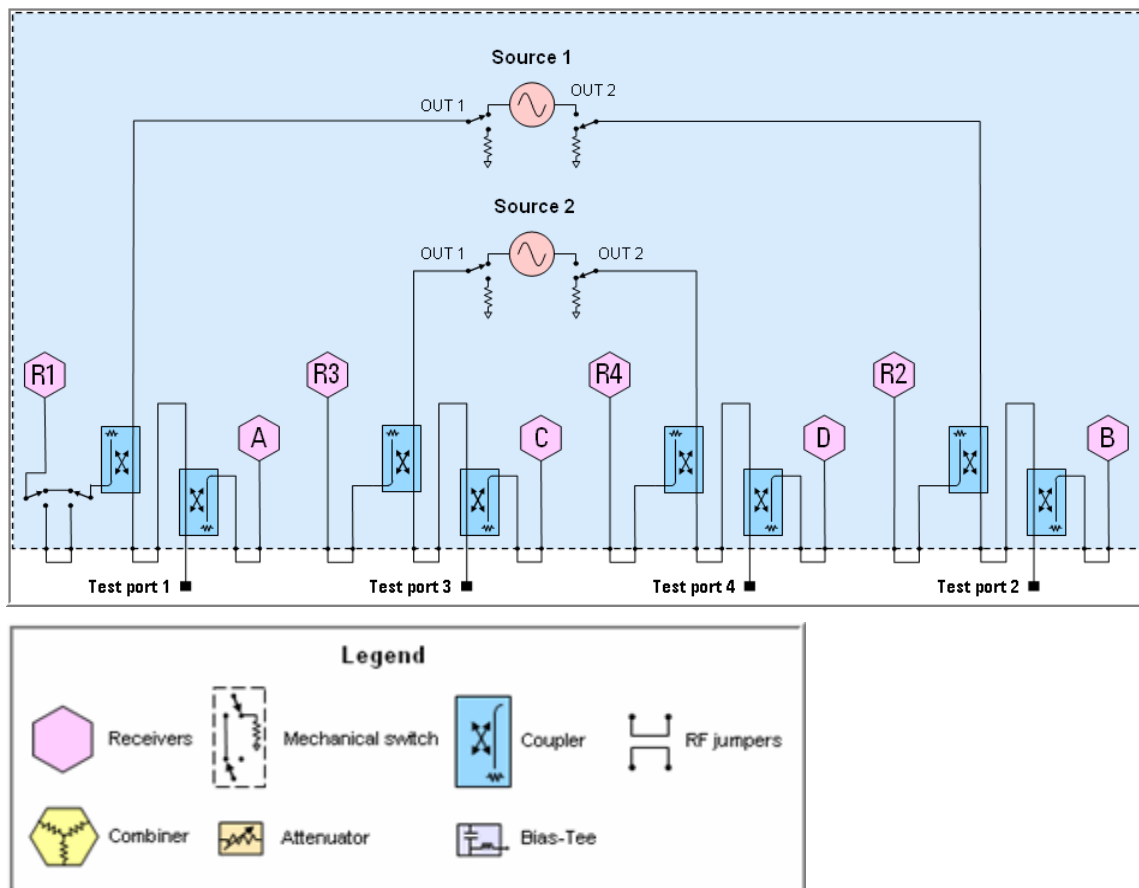 Source 1
OUT 1
OUT 2
Source 2
OUT 1
OUT 2
R1
R3
R4
R2
A
C
D
B
Test port 1
Test port 3
Test port 4
Test port 2
Legend
Receivers
Mechanical switch
Coupler
RF jumpers
Combiner
Attenuator
Bias-Tee